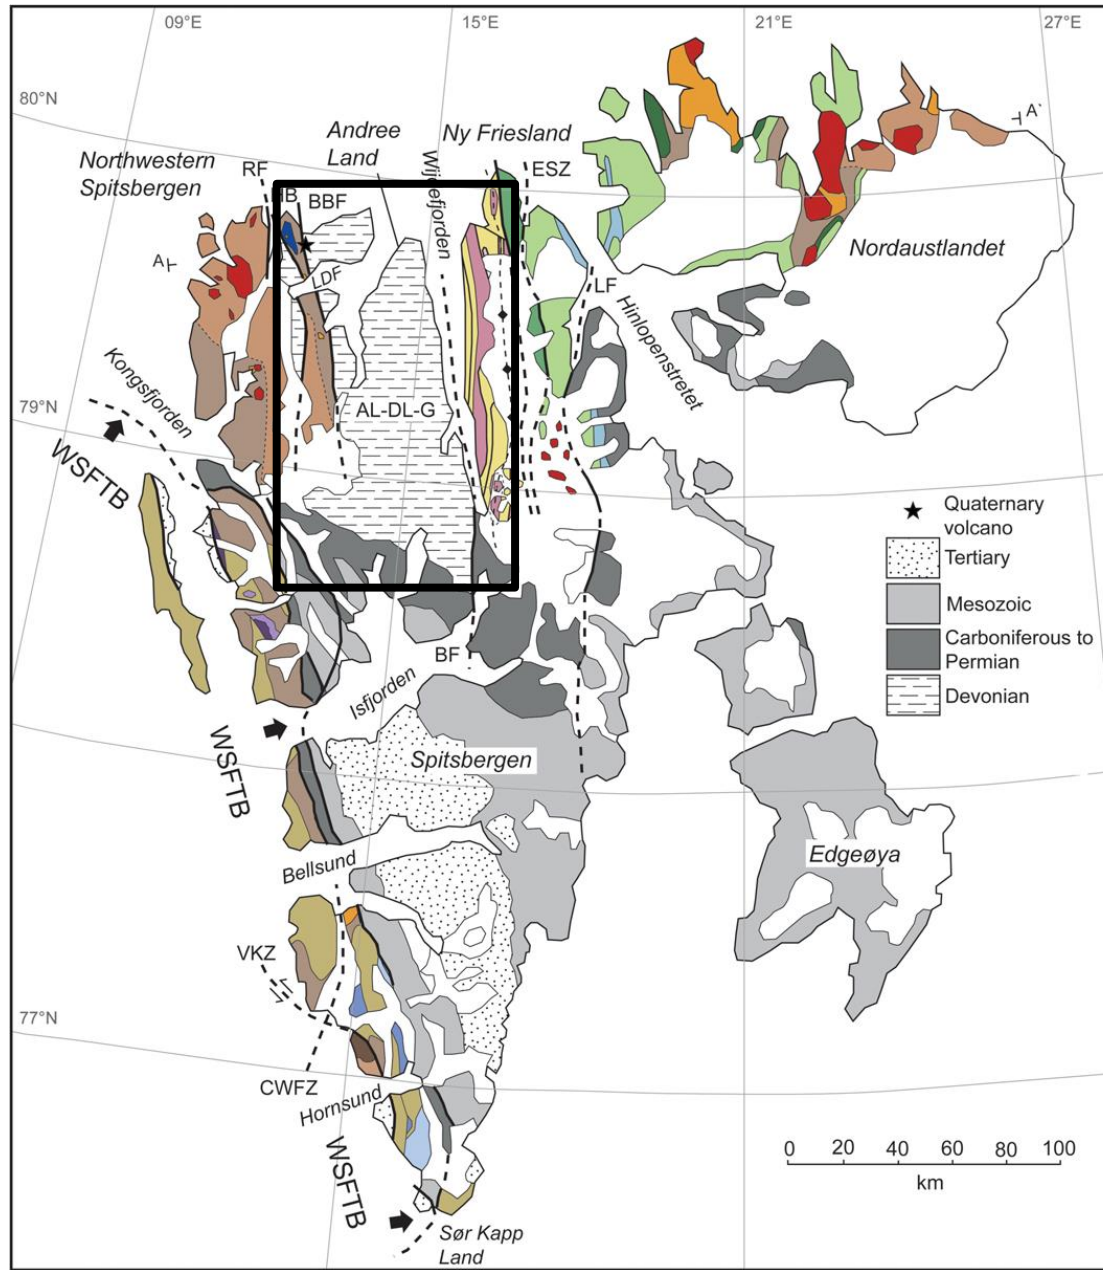 09°E
15°E
21°E
27°E
80°N
A'
Andree
Land
Ny Friesland
Northwestern
Spitsbergen
RF
HB
BBF
Wijdefjorden
ESZ
A
LDF
Nordaustlandet
LF
Hinlopenstretet
Kongsfjorden
79°N
AL-DL-G
WSFTB
Quaternary
volcano
Tertiary
Mesozoic
Carboniferous to
Permian
Devonian
BF
Isfjorden
WSFTB
Spitsbergen
Edgeøya
Bellsund
VKZ
77°N
CWFZ
Hornsund
WSFTB
0 20 40 60 80 100
km
Sør Kapp
Land